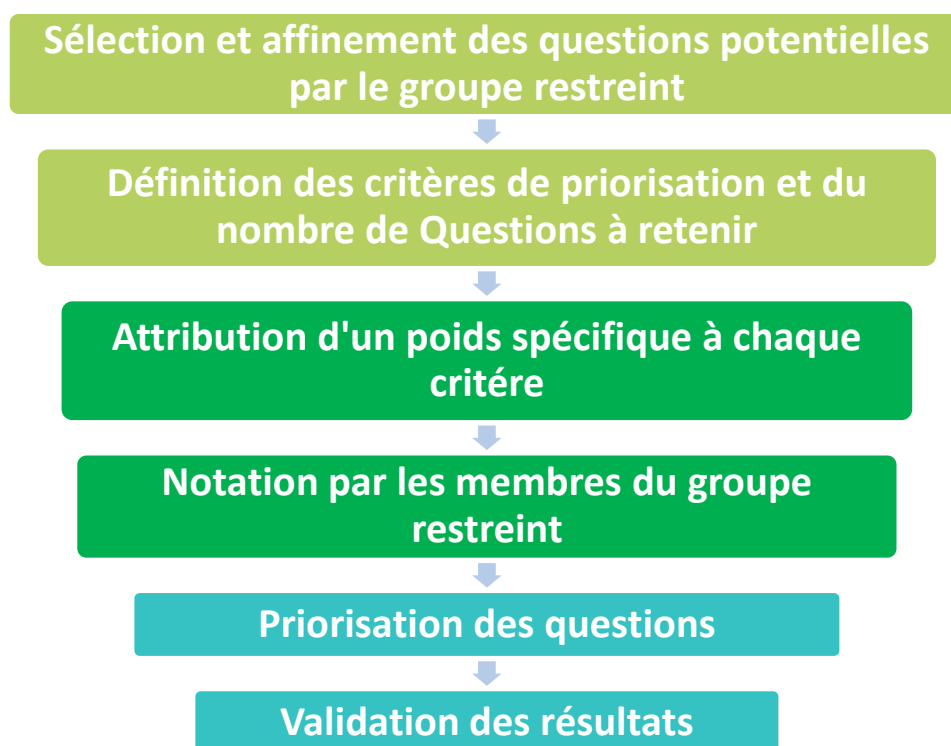 Sélection et affinement des questions potentielles
par le groupe restreint
Définition des critères de priorisation et du
nombre de Questions à retenir
Attribution d'un poids spécifique à chaque
critére
Notation par les membres du groupe
restreint
Priorisation des questions
Validation des résultats